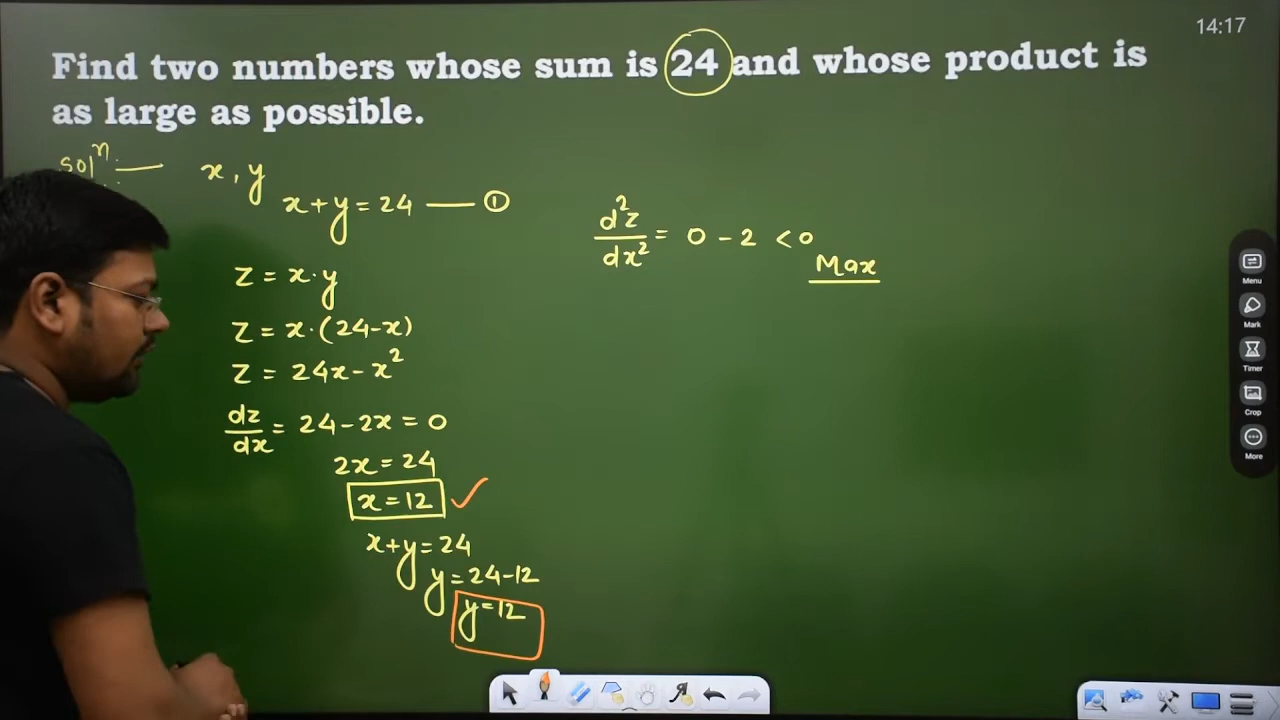 14:17
Find two numbers whose sum is 24 and whose product is
as large as possible.
Solⁿ:—
x, y
x+y=24 —— ①
z = x·y
z = x·(24-x)
z = 24x-x²
dz/dx = 24-2x = 0
2x = 24
x=12 ✓
x+y=24
y=24-12
y=12
d²z/dx² = 0 - 2 < 0
Max
Menu
Mark
Timer
Crop
More